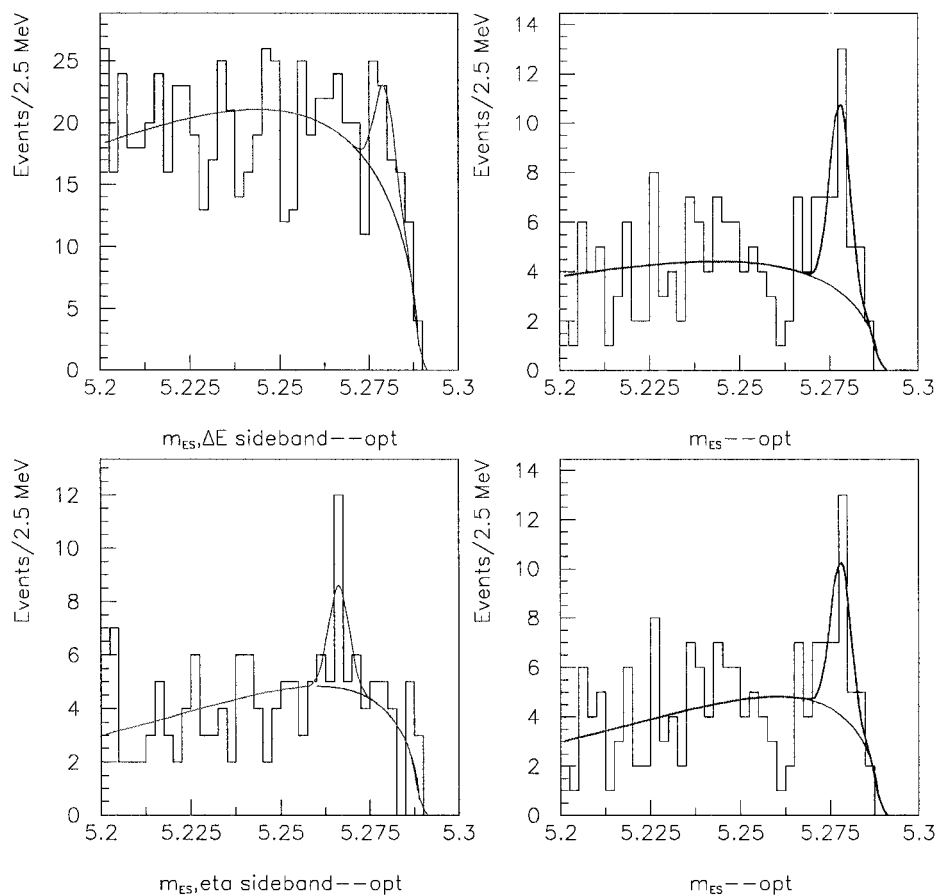 Events/2.5 MeV
25
20
15
10
5
0
5.2 5.225 5.25 5.275 5.3
m_ES,ΔE sideband--opt
Events/2.5 MeV
14
12
10
8
6
4
2
0
5.2 5.225 5.25 5.275 5.3
m_ES--opt
Events/2.5 MeV
12
10
8
6
4
2
0
5.2 5.225 5.25 5.275 5.3
m_ES,eta sideband--opt
Events/2.5 MeV
14
12
10
8
6
4
2
0
5.2 5.225 5.25 5.275 5.3
m_ES--opt